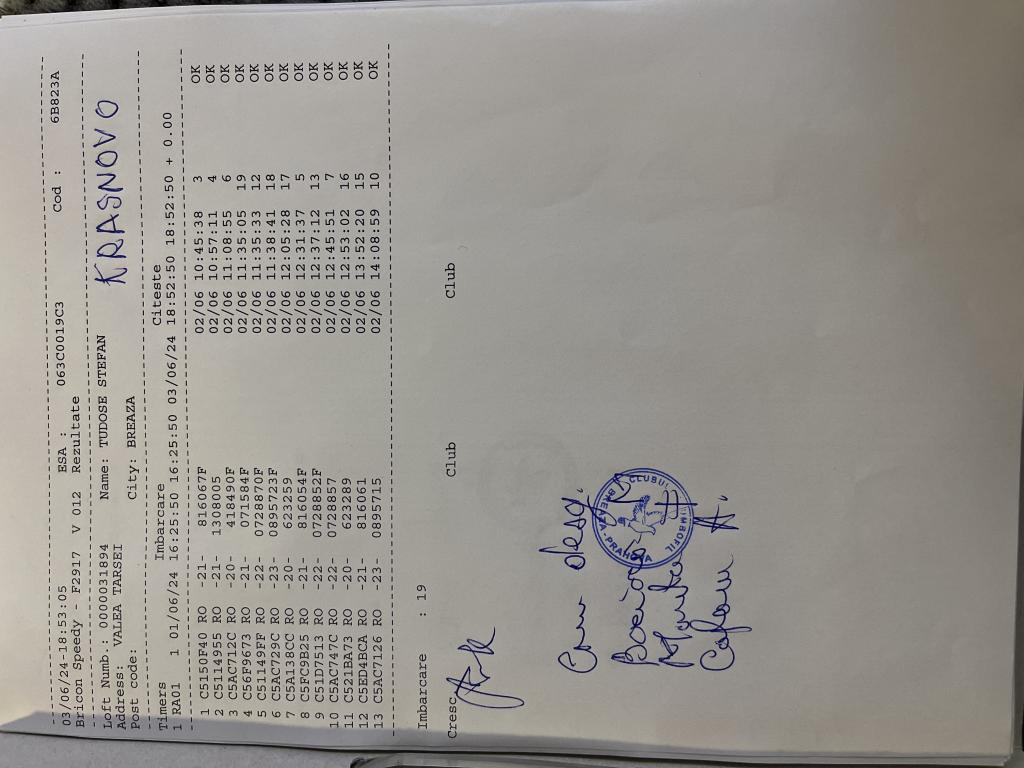 03/06/24-18:53:05 ESA : 063C0019C3 Cod : 6B823A
Bricon Speedy - F2917 V 012 Rezultate
Loft Numb.: 0000031894 Name: TUDOSE STEFAN
KRASNOVO
Address: VALEA TARSEI
Post code: City: BREAZA
Timers Imbarcare Citeste
1 RA01 1 01/06/24 16:25:50 16:25:50 03/06/24 18:52:50 18:52:50 + 0.00
1 C5150F40 RO -21- 816067F 02/06 10:45:38 3 OK
2 C5114955 RO -21- 1308005 02/06 10:57:11 4 OK
3 C5AC712C RO -20- 418490F 02/06 11:08:55 6 OK
4 C56F9673 RO -21- 071584F 02/06 11:35:05 19 OK
5 C51149FF RO -22- 0728870F 02/06 11:35:33 12 OK
6 C5AC729C RO -23- 0895723F 02/06 11:38:41 18 OK
7 C5A138CC RO -20- 623259 02/06 12:05:28 17 OK
8 C5FC9B25 RO -21- 816054F 02/06 12:31:37 5 OK
9 C51D7513 RO -22- 0728852F 02/06 12:37:12 13 OK
10 C5AC747C RO -22- 0728857 02/06 12:45:51 7 OK
11 C521BA73 RO -20- 623289 02/06 12:53:02 16 OK
12 C5ED4BCA RO -21- 816061 02/06 13:52:20 15 OK
13 C5AC7126 RO -23- 0895715 02/06 14:08:59 10 OK
Imbarcare : 19
Cresc Club Club
CLUBUL
BREAZA-PRAHOVA